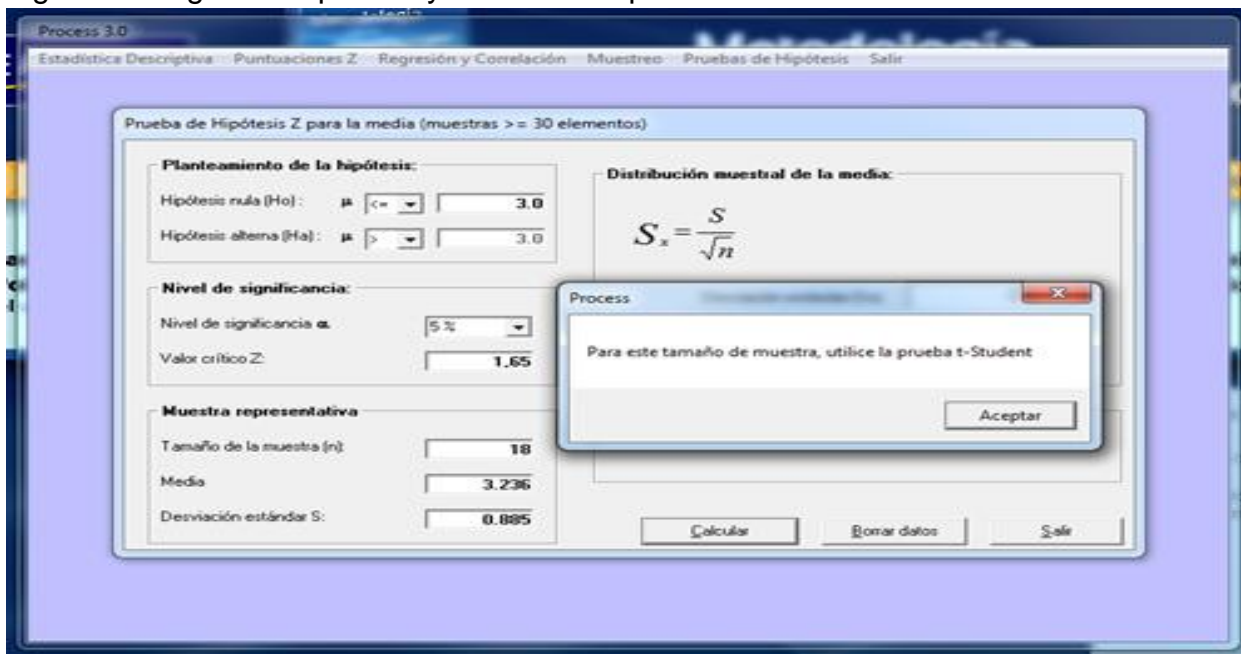 Process 3.0
Estadística Descriptiva Puntuaciones Z Regresión y Correlación Muestreo Pruebas de Hipótesis Salir
Prueba de Hipótesis Z para la media (muestras >= 30 elementos)
Planteamiento de la hipótesis:
Hipótesis nula (Ho) : μ <= 3.0
Hipótesis alterna (Ha) : μ > 3.0
Nivel de significancia:
Nivel de significancia α 5 %
Valor crítico Z: 1,65
Muestra representativa
Tamaño de la muestra (n): 18
Media 3.236
Desviación estándar S: 0.885
Distribución muestral de la media:
Sx = S / √n
Process
Para este tamaño de muestra, utilice la prueba t-Student
Aceptar
Calcular Borrar datos Salir